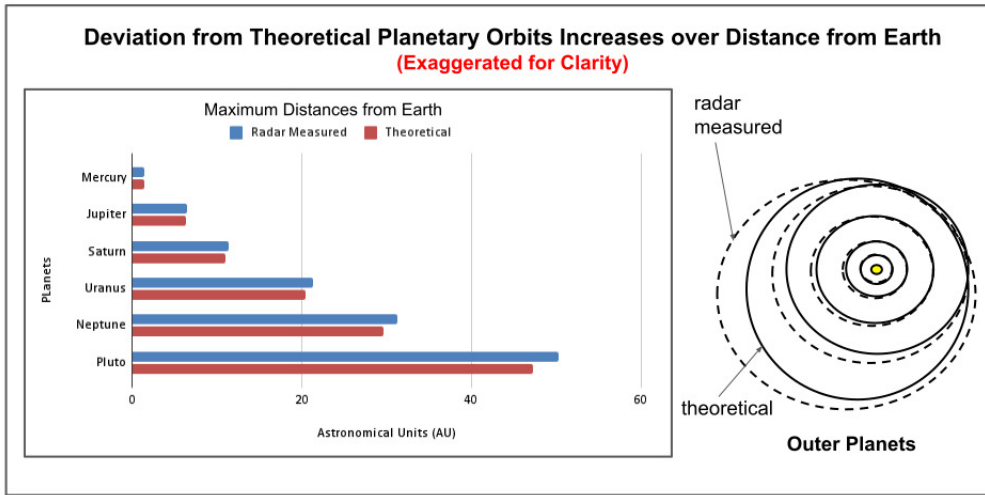 Deviation from Theoretical Planetary Orbits Increases over Distance from Earth
(Exaggerated for Clarity)
Maximum Distances from Earth
Radar Measured Theoretical
PLanets
Mercury
Jupiter
Saturn
Uranus
Neptune
Pluto
0 20 40 60
Astronomical Units (AU)
radar
measured
theoretical
Outer Planets